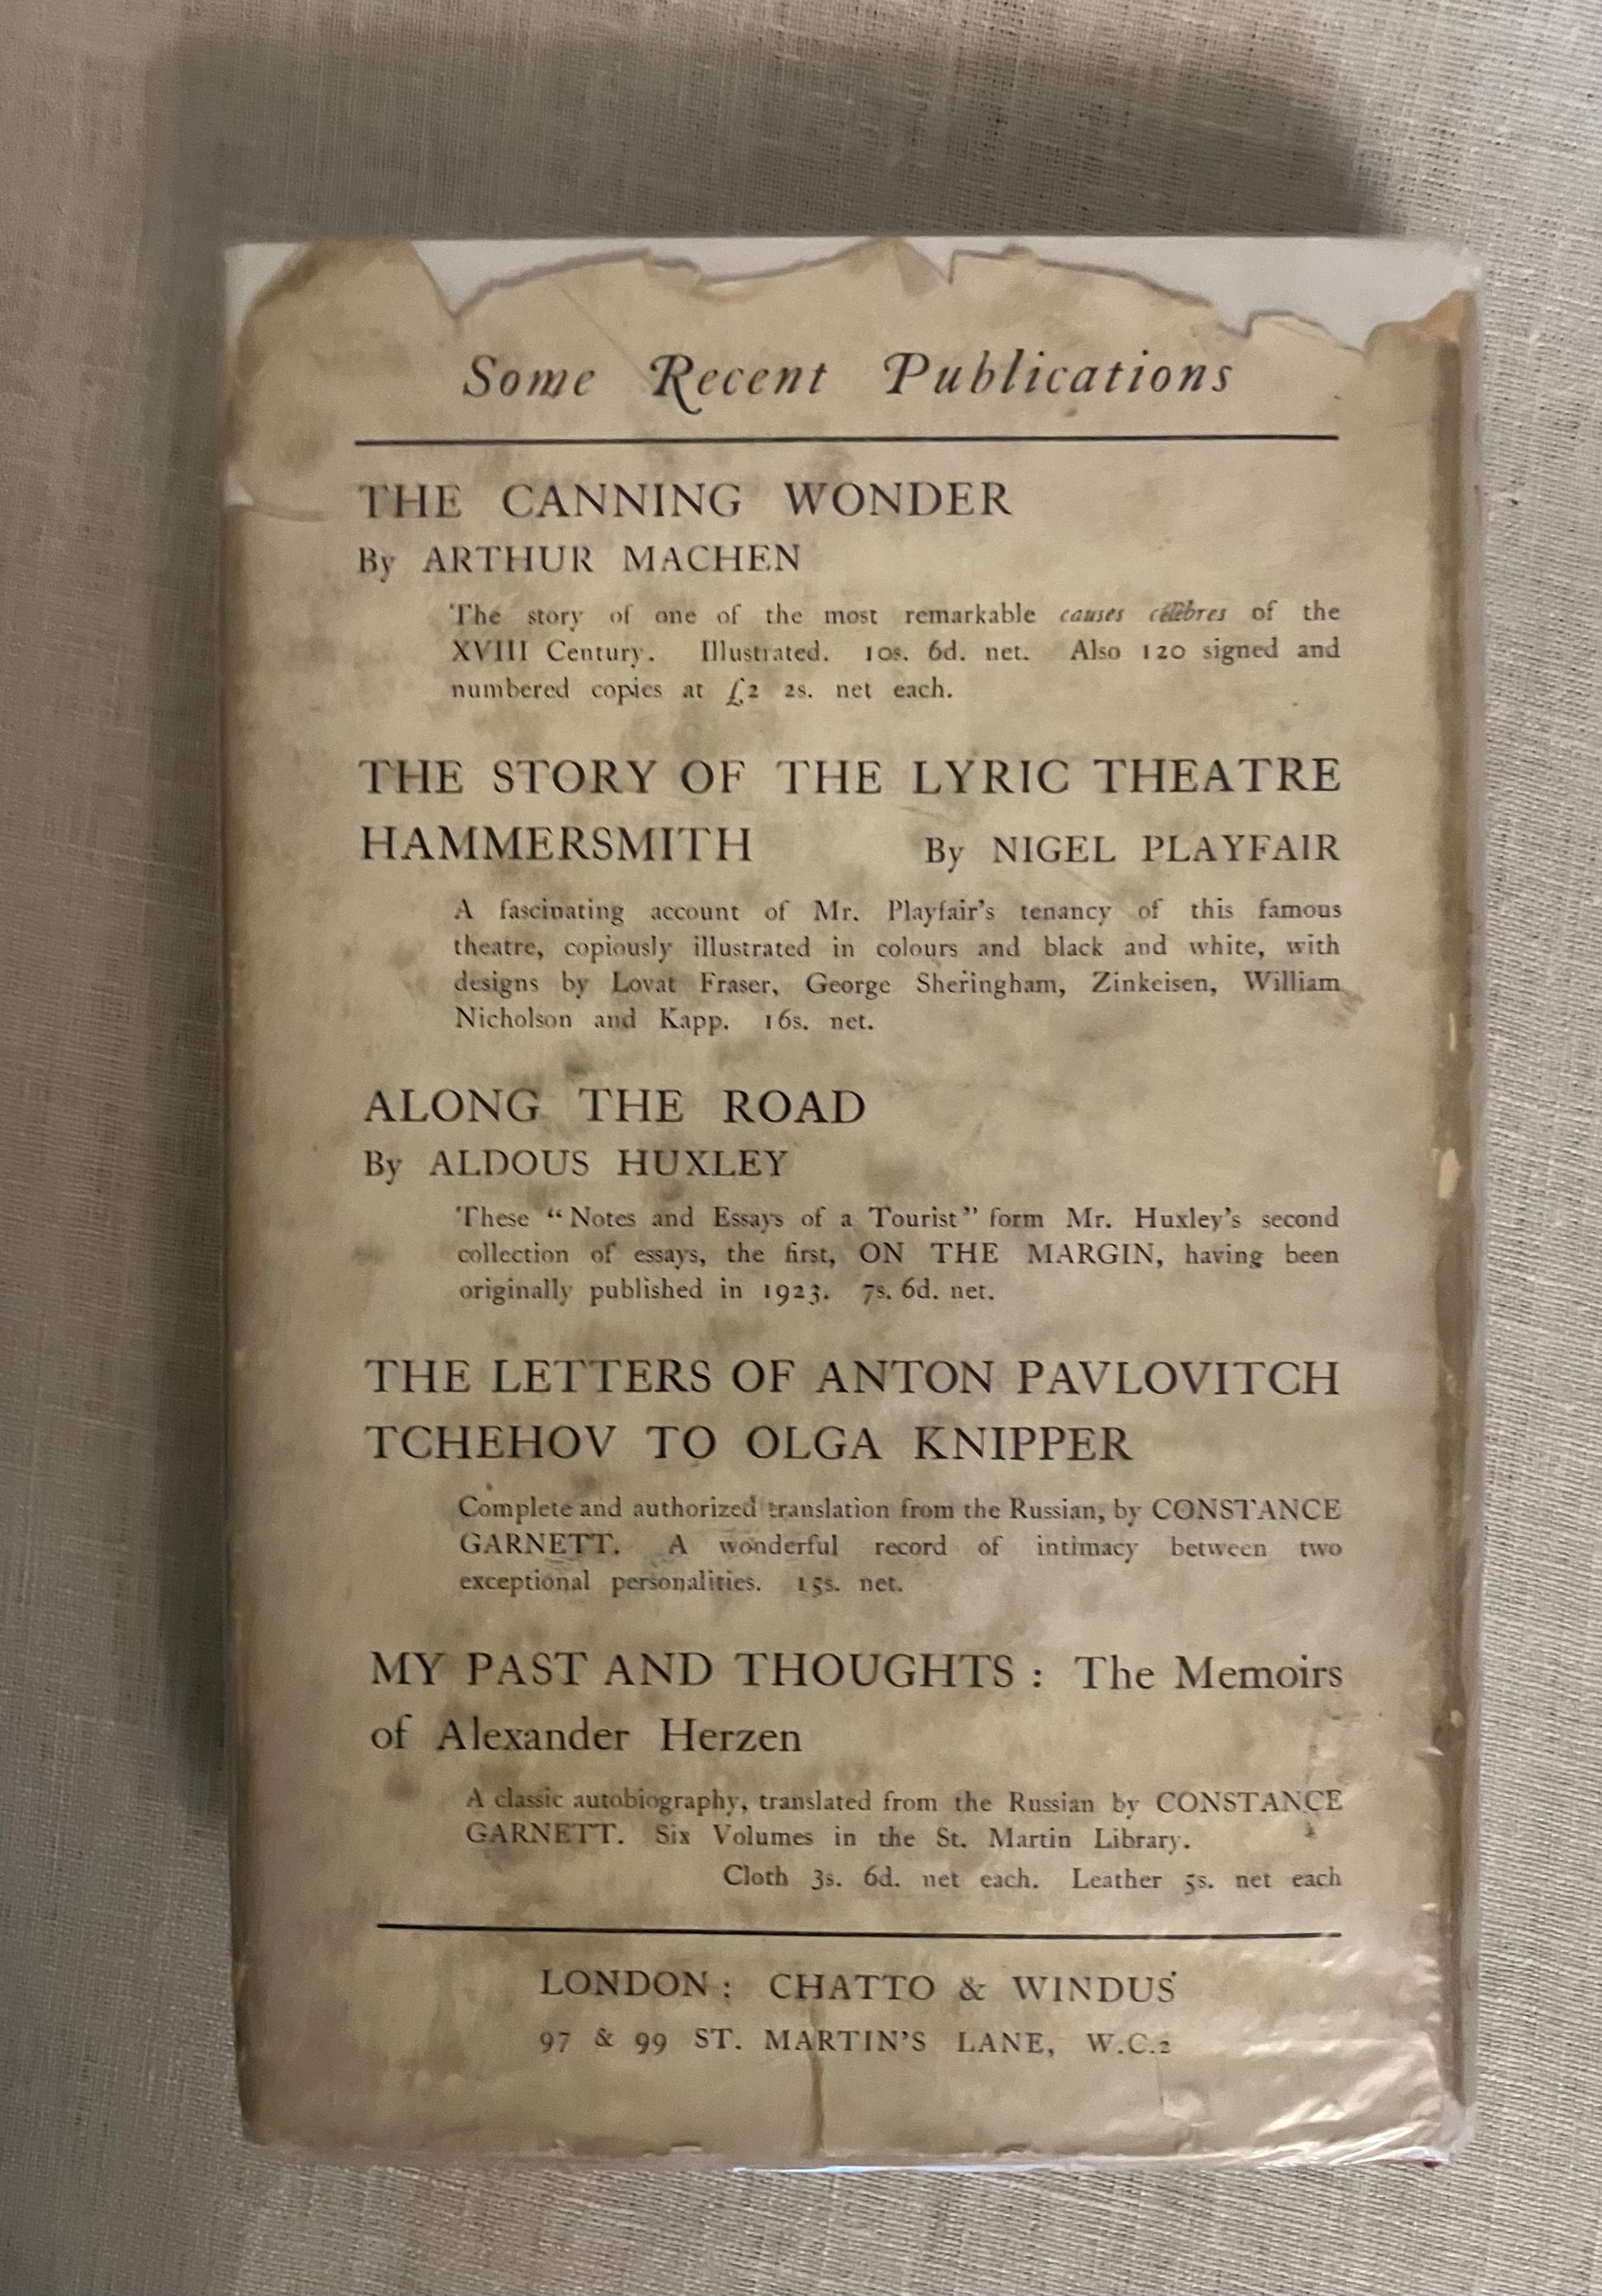 Some Recent Publications
THE CANNING WONDER
By ARTHUR MACHEN
The story of one of the most remarkable causes célèbres of the
XVIII Century. Illustrated. 10s. 6d. net. Also 120 signed and
numbered copies at £2 2s. net each.
THE STORY OF THE LYRIC THEATRE
HAMMERSMITH By NIGEL PLAYFAIR
A fascinating account of Mr. Playfair's tenancy of this famous
theatre, copiously illustrated in colours and black and white, with
designs by Lovat Fraser, George Sheringham, Zinkeisen, William
Nicholson and Kapp. 16s. net.
ALONG THE ROAD
By ALDOUS HUXLEY
These “Notes and Essays of a Tourist” form Mr. Huxley's second
collection of essays, the first, ON THE MARGIN, having been
originally published in 1923. 7s. 6d. net.
THE LETTERS OF ANTON PAVLOVITCH
TCHEHOV TO OLGA KNIPPER
Complete and authorized translation from the Russian, by CONSTANCE
GARNETT. A wonderful record of intimacy between two
exceptional personalities. 15s. net.
MY PAST AND THOUGHTS : The Memoirs
of Alexander Herzen
A classic autobiography, translated from the Russian by CONSTANCE
GARNETT. Six Volumes in the St. Martin Library.
Cloth 3s. 6d. net each. Leather 5s. net each
LONDON : CHATTO & WINDUS
97 & 99 ST. MARTIN'S LANE, W.C.2